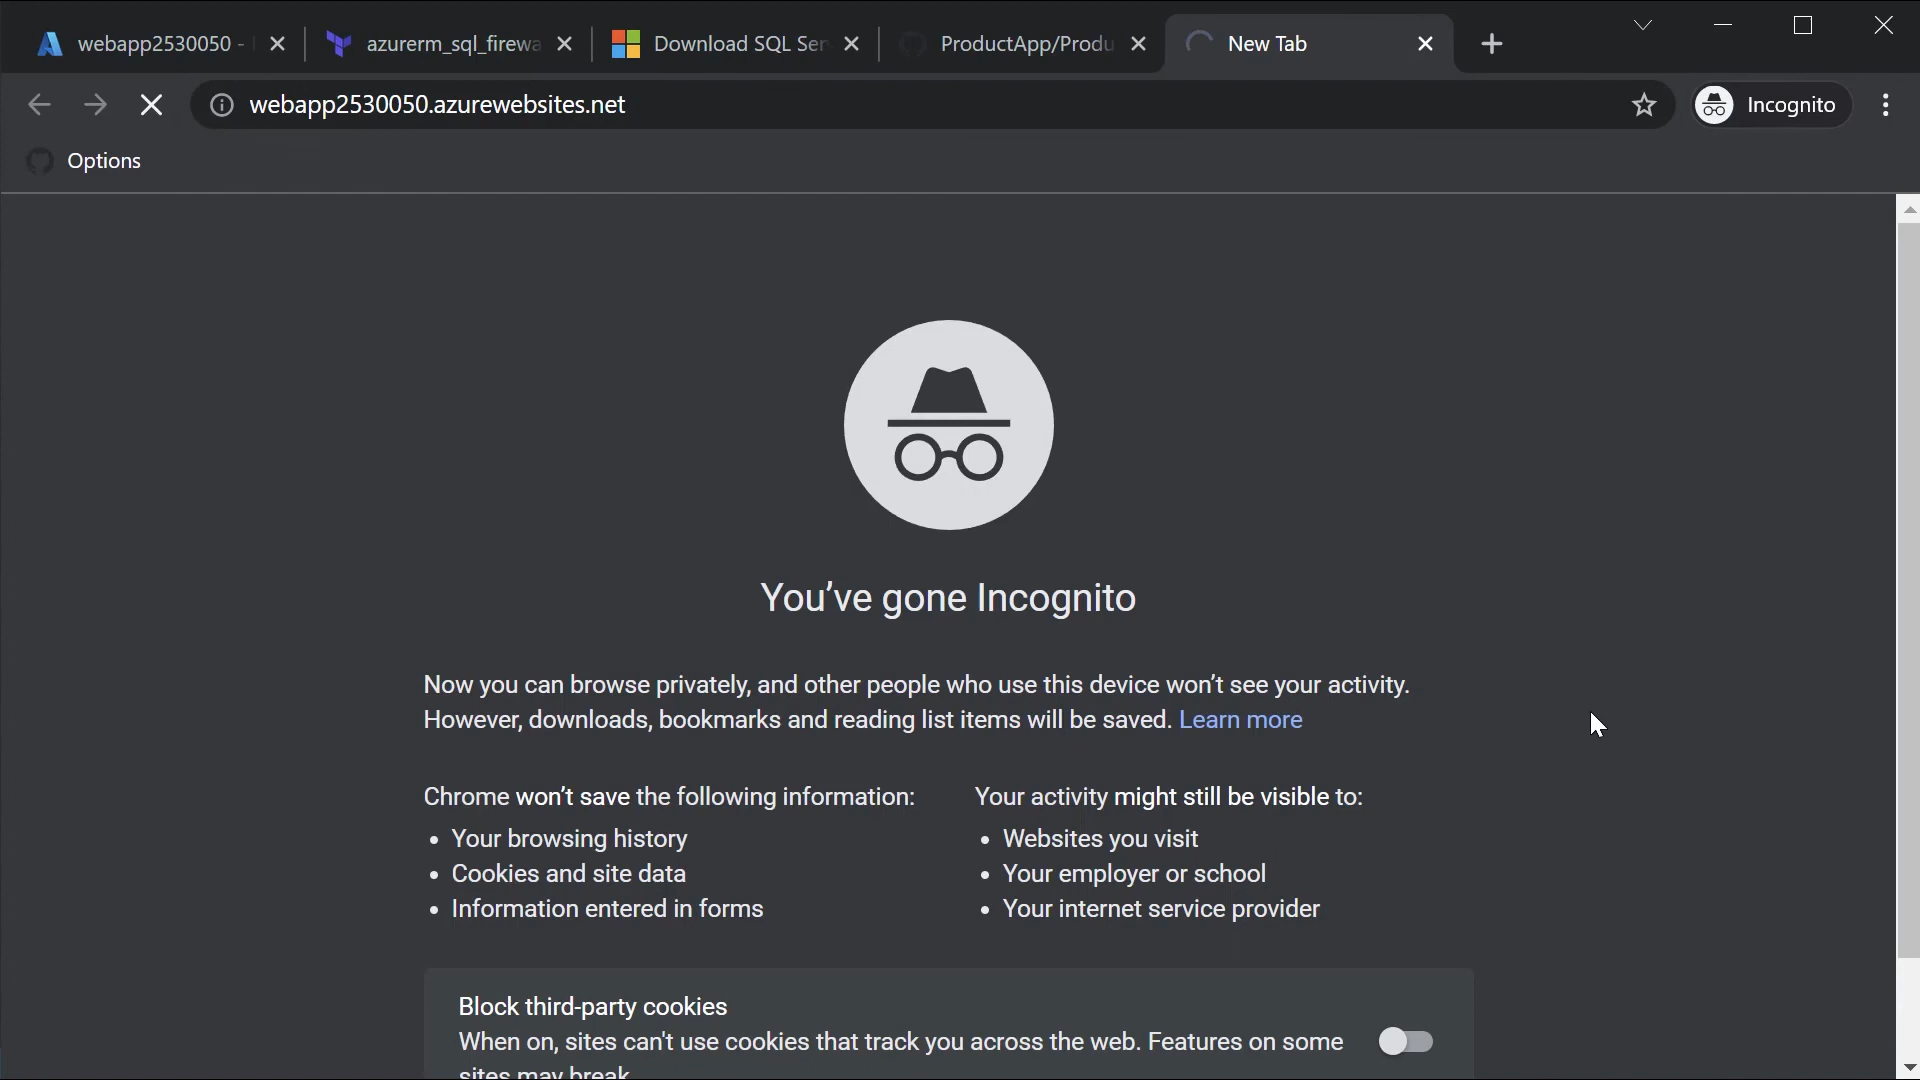 webapp2530050 -
azurerm_sql_firewa
Download SQL Ser
ProductApp/Produ
New Tab
webapp2530050.azurewebsites.net
Incognito
Options
You've gone Incognito
Now you can browse privately, and other people who use this device won't see your activity.
However, downloads, bookmarks and reading list items will be saved. Learn more
Chrome won't save the following information:
• Your browsing history
• Cookies and site data
• Information entered in forms
Your activity might still be visible to:
• Websites you visit
• Your employer or school
• Your internet service provider
Block third-party cookies
When on, sites can't use cookies that track you across the web. Features on some
sites may break